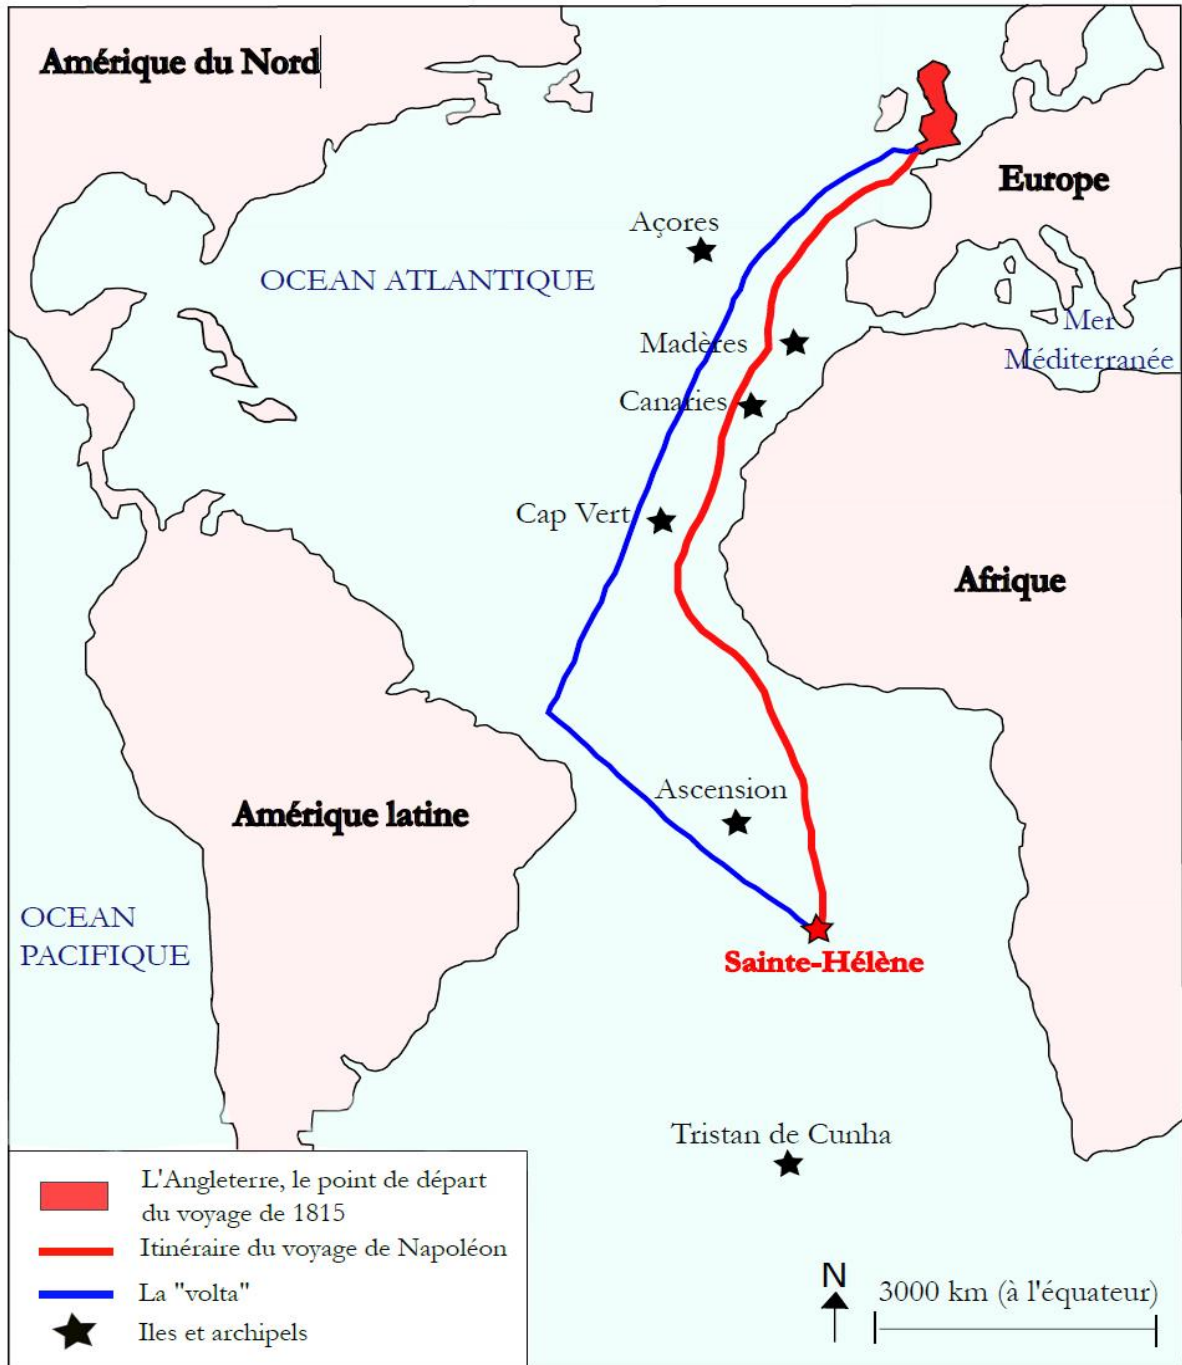 Amérique du Nord
Europe
Açores
OCEAN ATLANTIQUE
Mer
Méditerranée
Madères
Canaries
Cap Vert
Afrique
Ascension
Amérique latine
OCEAN
PACIFIQUE
Sainte-Hélène
Tristan de Cunha
L'Angleterre, le point de départ
du voyage de 1815
Itinéraire du voyage de Napoléon
La "volta"
Iles et archipels
N
3000 km (à l'équateur)